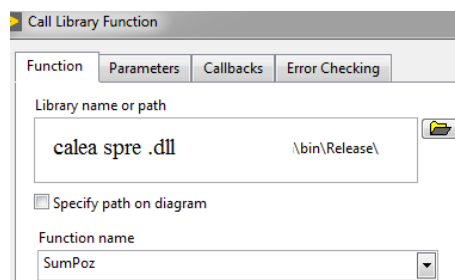 Call Library Function
Function Parameters Callbacks Error Checking
Library name or path
calea spre .dll \bin\Release\
Specify path on diagram
Function name
SumPoz